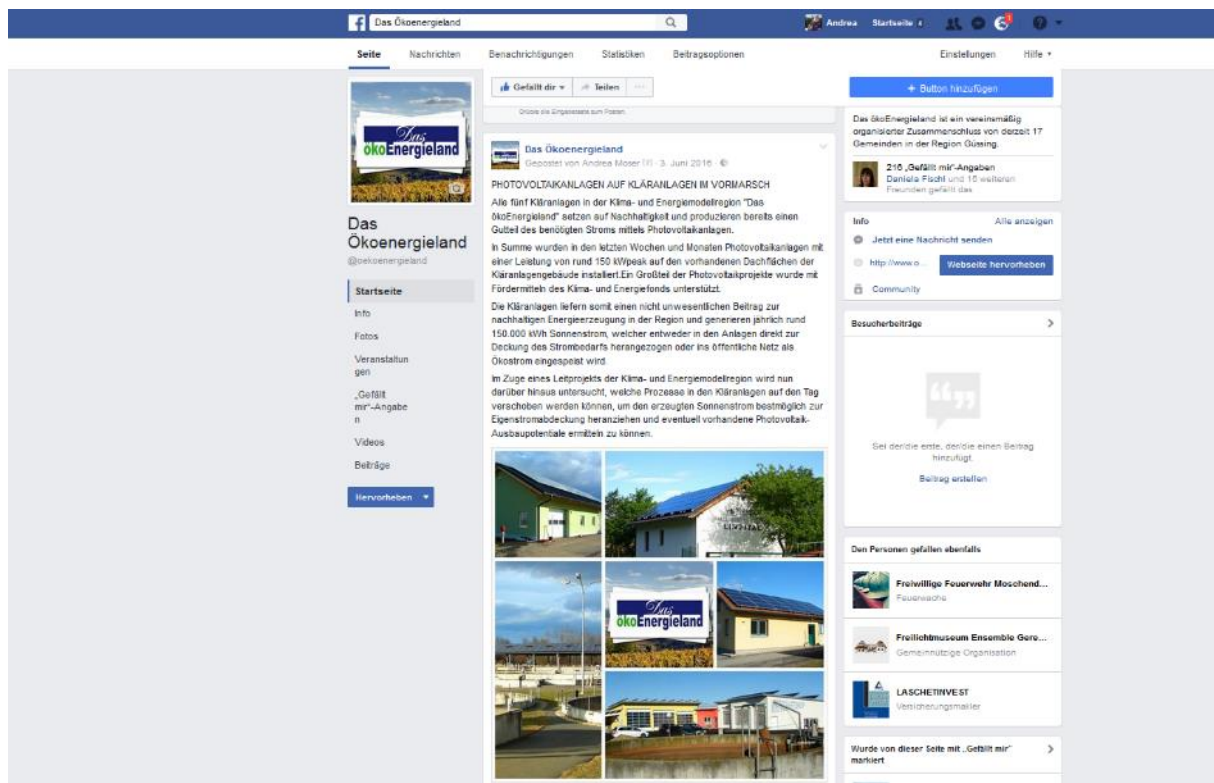 Das Ökoenergieland
Andrea Startseite
Seite Nachrichten Benachrichtigungen Statistiken Beitragsoptionen Einstellungen Hilfe
Gefällt dir Teilen
+ Button hinzufügen
Drücke die Eingabetaste zum Posten.
Das
ökoEnergieland
Das
Ökoenergieland
@oekoenergieland
Startseite
Info
Fotos
Veranstaltun
gen
„Gefällt
mir“-Angabe
n
Videos
Beiträge
Hervorheben
Das Ökoenergieland
Gepostet von Andrea Moser [?] · 3. Juni 2016 ·
PHOTOVOLTAIKANLAGEN AUF KLÄRANLAGEN IM VORMARSCH
Alle fünf Kläranlagen in der Klima- und Energiemodellregion "Das
ökoEnergieland" setzen auf Nachhaltigkeit und produzieren bereits einen
Gutteil des benötigten Stroms mittels Photovoltaikanlagen.
In Summe wurden in den letzten Wochen und Monaten Photovoltaikanlagen mit
einer Leistung von rund 150 kWpeak auf den vorhandenen Dachflächen der
Kläranlagengebäude installiert.Ein Großteil der Photovoltaikprojekte wurde mit
Fördermitteln des Klima- und Energiefonds unterstützt.
Die Kläranlagen liefern somit einen nicht unwesentlichen Beitrag zur
nachhaltigen Energieerzeugung in der Region und generieren jährlich rund
150.000 kWh Sonnenstrom, welcher entweder in den Anlagen direkt zur
Deckung des Strombedarfs herangezogen oder ins öffentliche Netz als
Ökostrom eingespeist wird.
Im Zuge eines Leitprojekts der Klima- und Energiemodellregion wird nun
darüber hinaus untersucht, welche Prozesse in den Kläranlagen auf den Tag
verschoben werden können, um den erzeugten Sonnenstrom bestmöglich zur
Eigenstromabdeckung heranziehen und eventuell vorhandene Photovoltaik-
Ausbaupotentiale ermitteln zu können.
Das
ökoEnergieland
Das ökoEnergieland ist ein vereinsmäßig
organisierter Zusammenschluss von derzeit 17
Gemeinden in der Region Güssing.
216 „Gefällt mir“-Angaben
Daniela Fischl und 15 weiteren
Freunden gefällt das
Info Alle anzeigen
Jetzt eine Nachricht senden
http://www.o... Webseite hervorheben
Community
Besucherbeiträge
Sei der/die erste, der/die einen Beitrag
hinzufügt.
Beitrag erstellen
Den Personen gefallen ebenfalls
Freiwillige Feuerwehr Moschend...
Feuerwache
Freilichtmuseum Ensemble Gere...
Gemeinnützige Organisation
LASCHETINVEST
Versicherungsmakler
Wurde von dieser Seite mit „Gefällt mir“
markiert